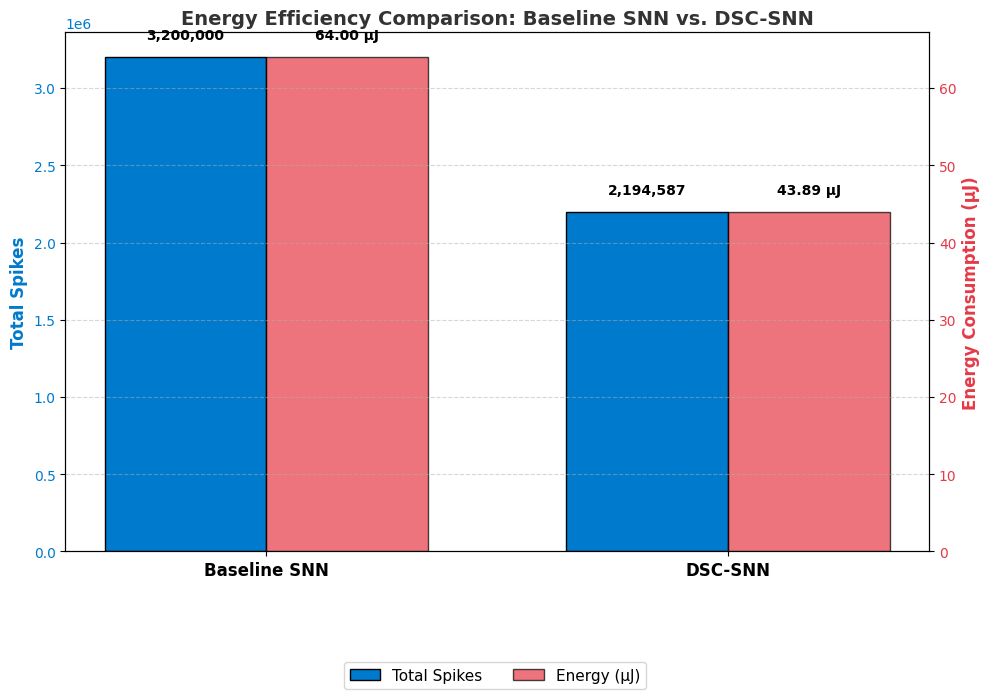 Energy Efficiency Comparison: Baseline SNN vs. DSC-SNN
1e6
3,200,000
64.00 µJ
2,194,587
43.89 µJ
3.0
2.5
2.0
1.5
1.0
0.5
0.0
Total Spikes
60
50
40
30
20
10
0
Energy Consumption (µJ)
Baseline SNN
DSC-SNN
Total Spikes
Energy (µJ)